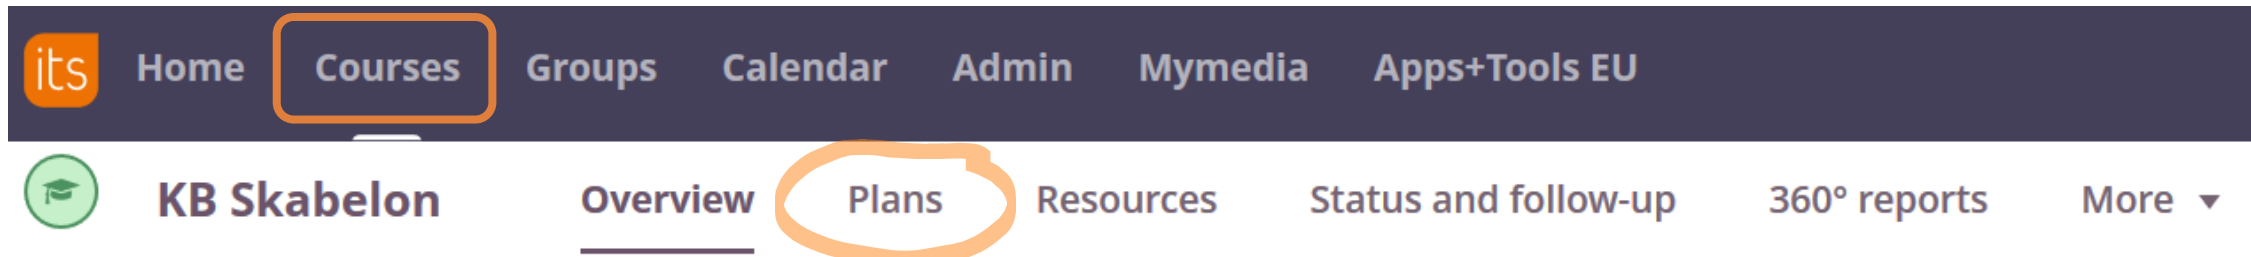 its Home Courses Groups Calendar Admin Mymedia Apps+Tools EU
KB Skabelon Overview Plans Resources Status and follow-up 360° reports More